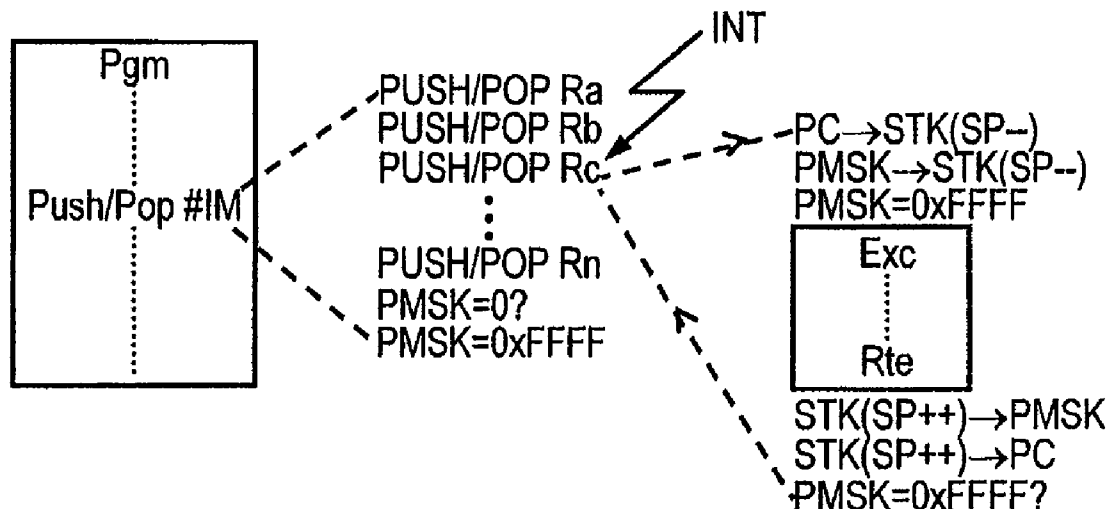 Pgm
Push/Pop #IM
PUSH/POP Ra
PUSH/POP Rb
PUSH/POP Rc
PUSH/POP Rn
PMSK=0?
PMSK=0xFFFF
INT
PC→STK(SP--)
PMSK→STK(SP--)
PMSK=0xFFFF
Exc
Rte
STK(SP++)→PMSK
STK(SP++)→PC
PMSK=0xFFFF?